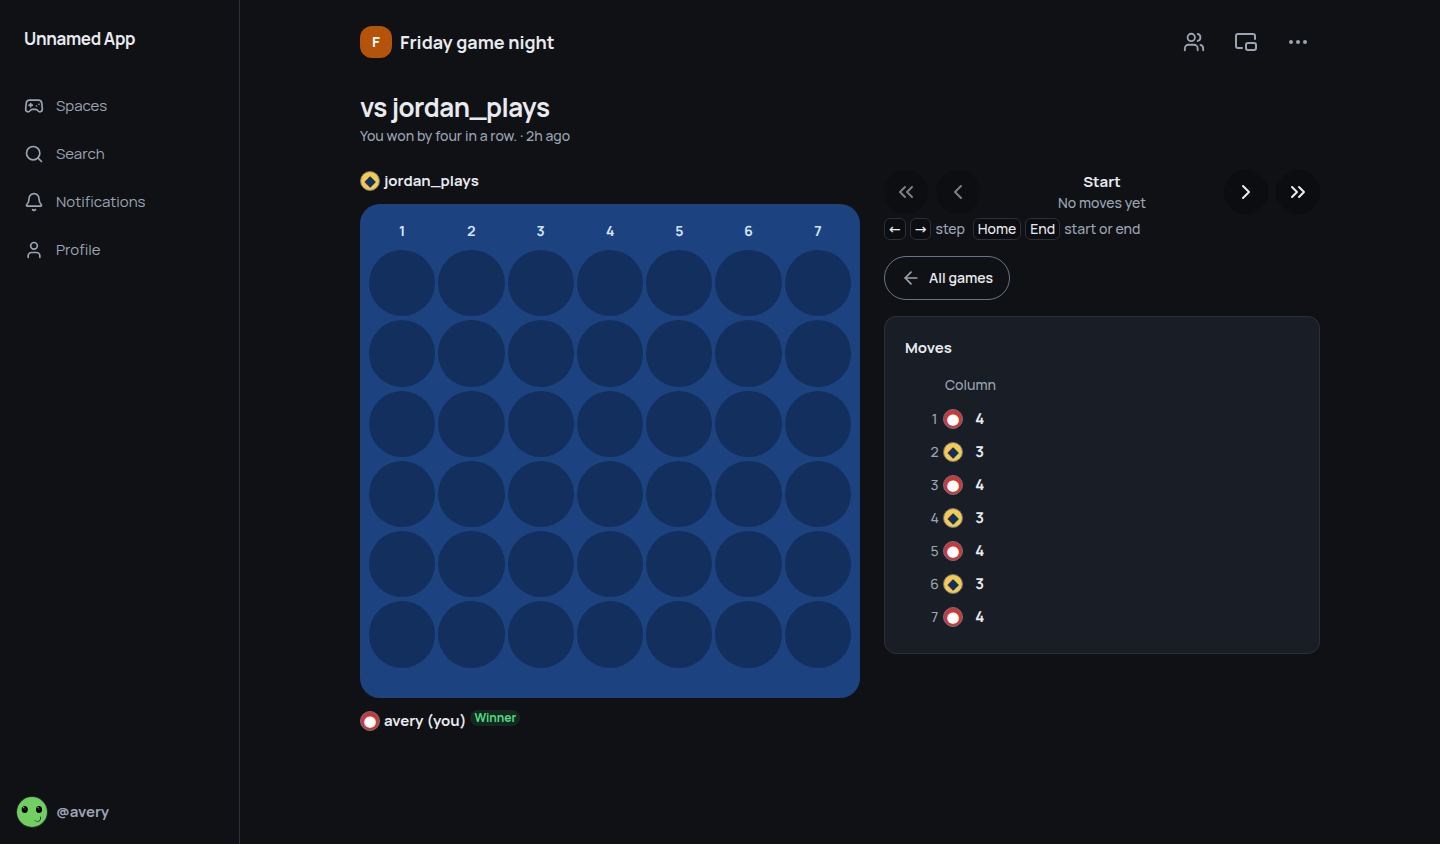 Unnamed App
Spaces
Search
Notifications
Profile
@avery
F Friday game night
vs jordan_plays
You won by four in a row. · 2h ago
jordan_plays
1 2 3 4 5 6 7
avery (you) Winner
Start
No moves yet
← → step Home End start or end
All games
Moves
Column
1 4
2 3
3 4
4 3
5 4
6 3
7 4